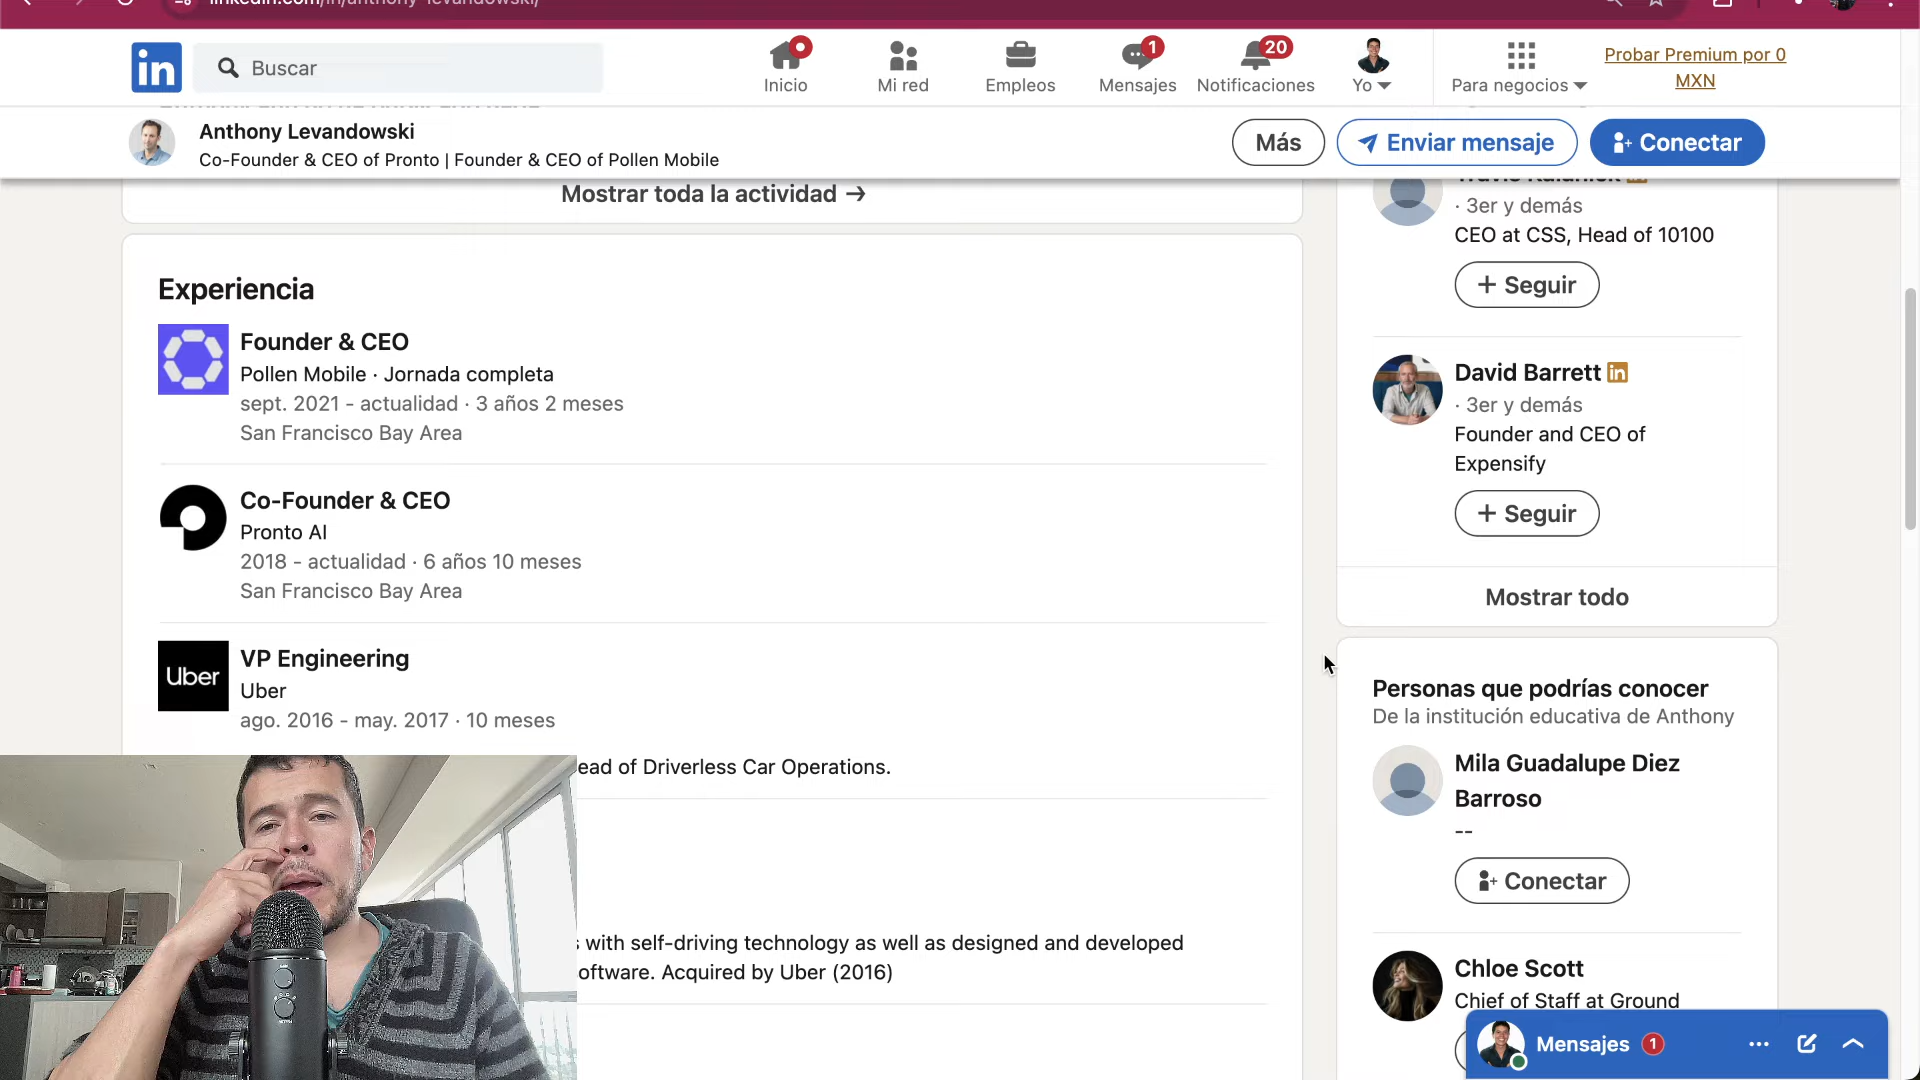 linkedin.com/in/anthony-levandowski/
in
Buscar
Inicio
Mi red
Empleos
1
Mensajes
20
Notificaciones
Yo
Para negocios
Probar Premium por 0
MXN
Anthony Levandowski
Co-Founder & CEO of Pronto | Founder & CEO of Pollen Mobile
Más
Enviar mensaje
Conectar
Mostrar toda la actividad →
Experiencia
Founder & CEO
Pollen Mobile · Jornada completa
sept. 2021 - actualidad · 3 años 2 meses
San Francisco Bay Area
Co-Founder & CEO
Pronto AI
2018 - actualidad · 6 años 10 meses
San Francisco Bay Area
Uber
VP Engineering
Uber
ago. 2016 - may. 2017 · 10 meses
ead of Driverless Car Operations.
with self-driving technology as well as designed and developed
oftware. Acquired by Uber (2016)
· 3er y demás
CEO at CSS, Head of 10100
+ Seguir
David Barrett in
· 3er y demás
Founder and CEO of
Expensify
+ Seguir
Mostrar todo
Personas que podrías conocer
De la institución educativa de Anthony
Mila Guadalupe Diez
Barroso
--
Conectar
Chloe Scott
Chief of Staff at Ground
Mensajes 1